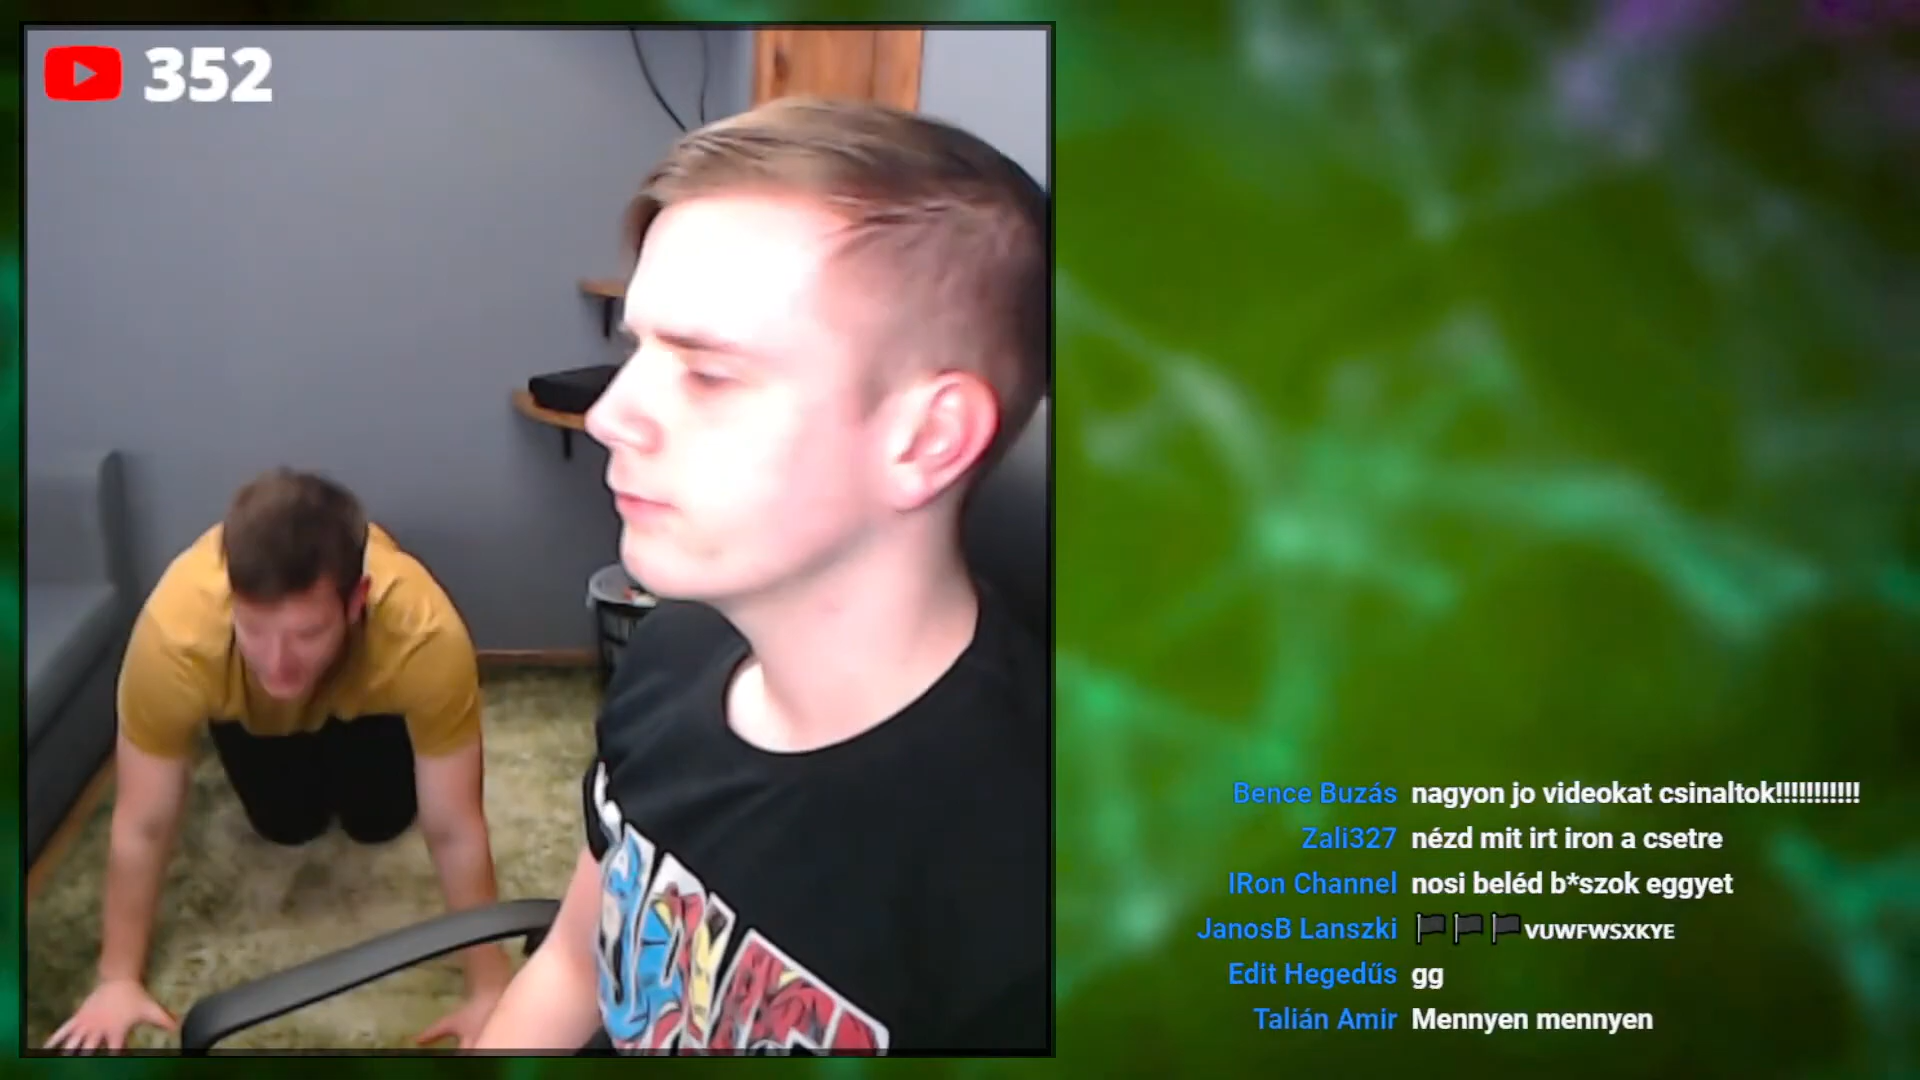 352
Bence Buzás nagyon jo videokat csinaltok!!!!!!!!!!!
Zali327 nézd mit irt iron a csetre
IRon Channel nosi beléd b*szok eggyet
JanosB Lanszki 🏴🏴🏴VUWFWSXKYE
Edit Hegedűs gg
Talián Amir Mennyen mennyen